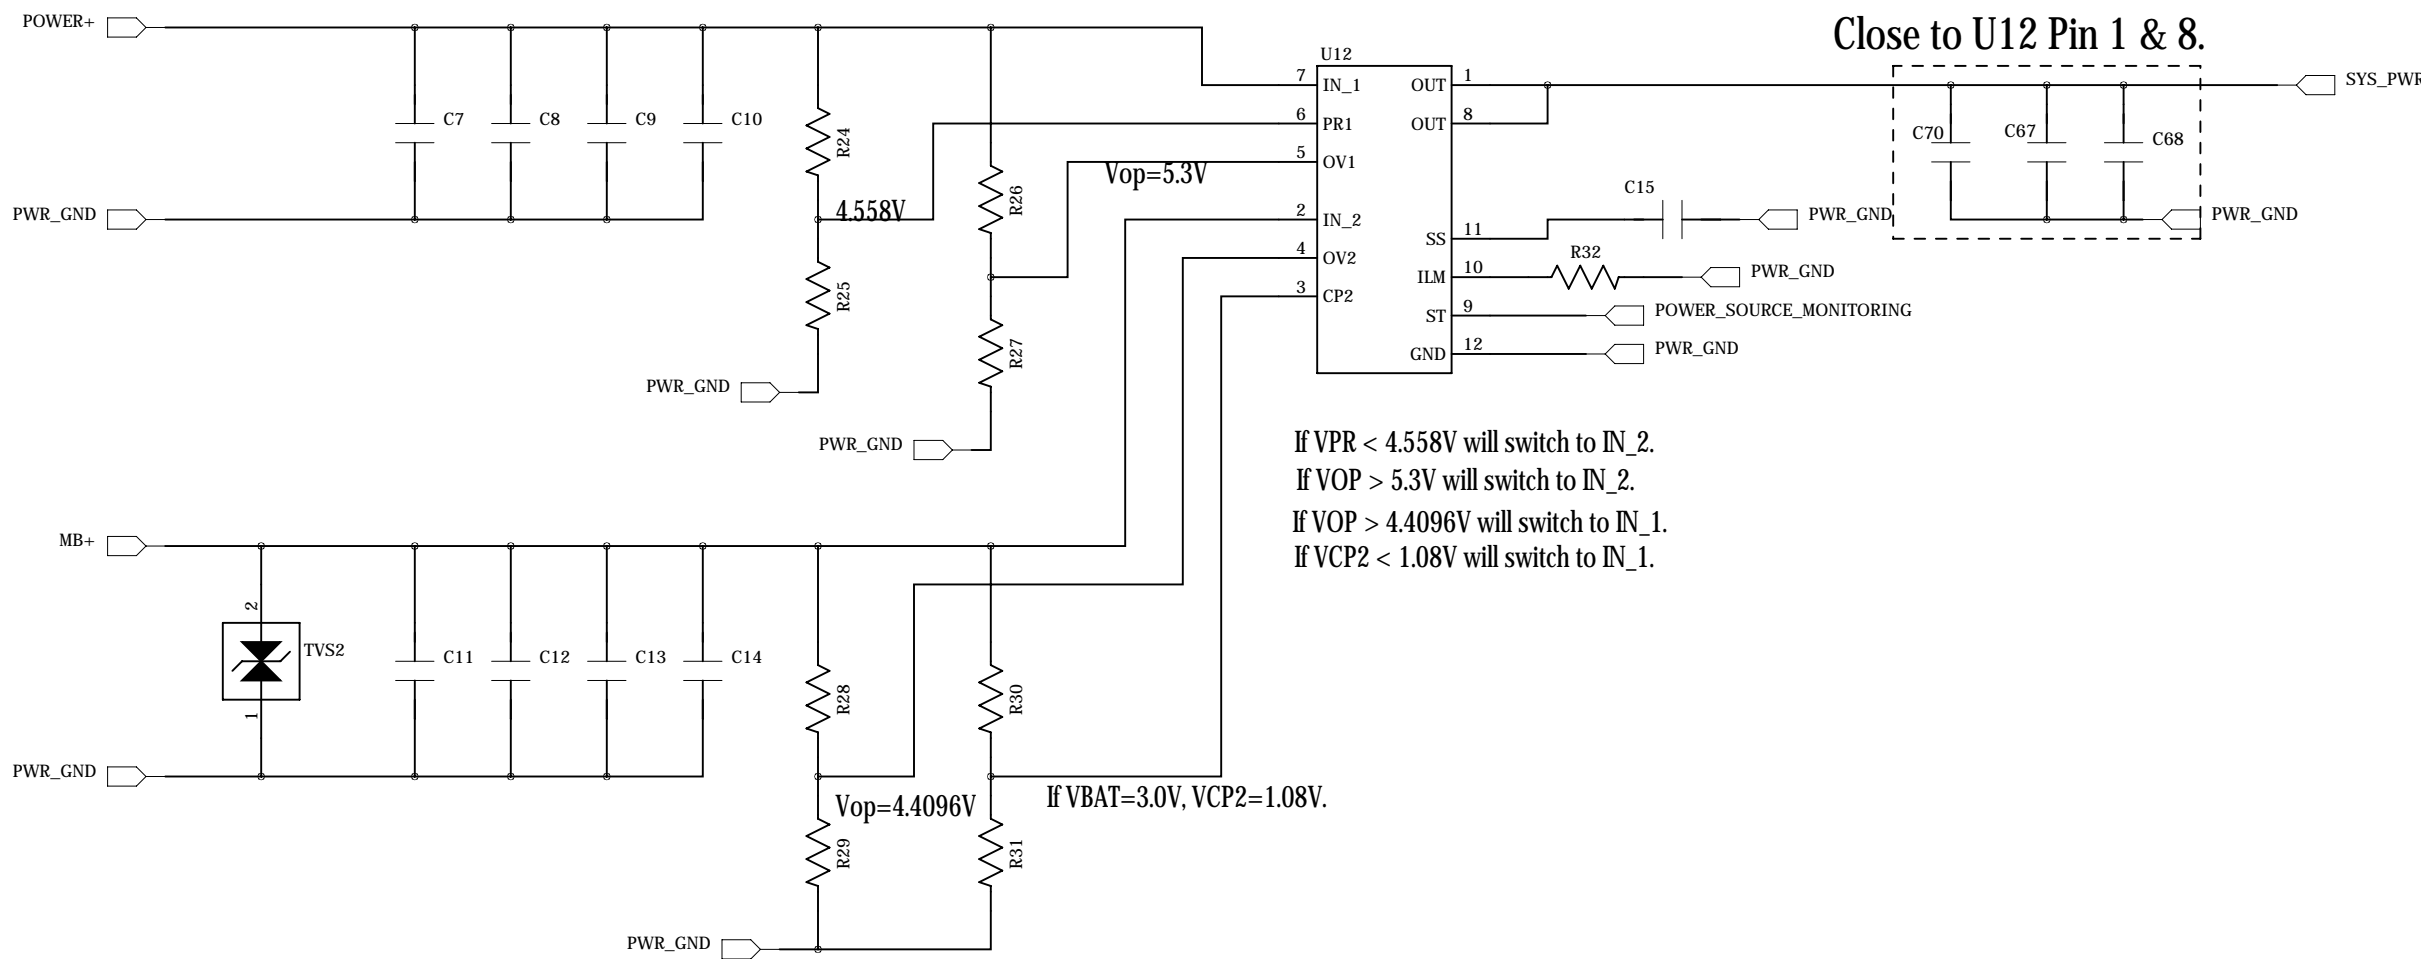 POWER+
Close to U12 Pin 1 & 8.
U12
7 IN_1 OUT 1
SYS_PWR
6 PR1 OUT 8
5 OV1
2 IN_2
4 OV2
3 CP2
SS 11
ILM 10
ST 9
GND 12
C7 C8 C9 C10
R24
R25
R26
R27
4.558V
Vop=5.3V
PWR_GND
PWR_GND
PWR_GND
C15
PWR_GND
R32
PWR_GND
POWER_SOURCE_MONITORING
PWR_GND
C70 C67 C68
PWR_GND
If VPR < 4.558V will switch to IN_2.
If VOP > 5.3V will switch to IN_2.
If VOP > 4.4096V will switch to IN_1.
If VCP2 < 1.08V will switch to IN_1.
MB+
2
TVS2
1
C11 C12 C13 C14
R28
R29
R30
R31
PWR_GND
Vop=4.4096V
If VBAT=3.0V, VCP2=1.08V.
PWR_GND